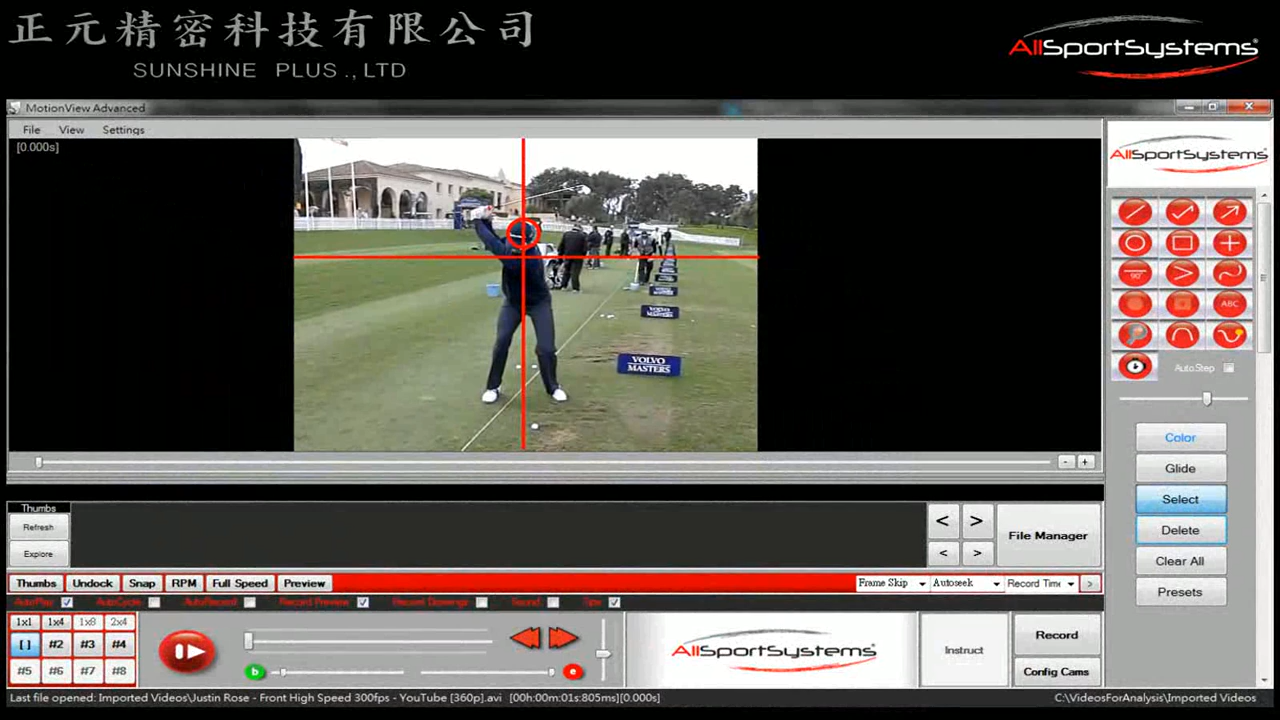 正元精密科技有限公司
SUNSHINE PLUS.,LTD
AllSportSystems
MotionView Advanced
File View Settings
[0.000s]
AllSportSystems
VOLVO
MASTERS
VOLVO
MASTERS
90°
ABC
AutoStep
Color
Glide
Select
Delete
Clear All
Presets
- +
Thumbs
Refresh
Explore
< >
< >
File Manager
Thumbs Undock Snap RPM Full Speed Preview
Frame Skip Autoseek Record Time >
AutoPlay AutoCycle AutoRecord Record Preview Record Drawings Sound Tips
1x1 1x4 1x8 2x4
[ ] #2 #3 #4
#5 #6 #7 #8
b e
AllSportSystems
Instruct
Record
Config Cams
Last file opened: Imported Videos\Justin Rose - Front High Speed 300fps - YouTube [360p].avi [00h:00m:01s:805ms][0.000s]
C:\VideosForAnalysis\Imported Videos